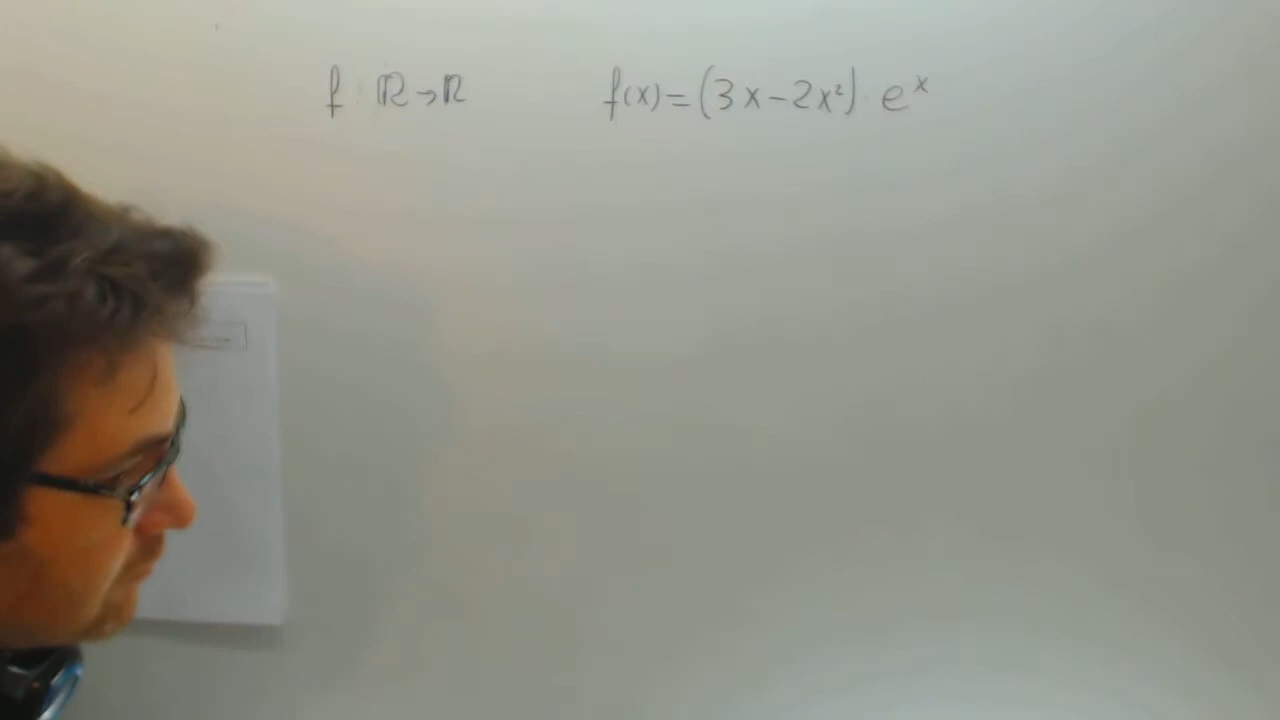 f ℝ→ℝ f(x)=(3x-2x²) eˣ